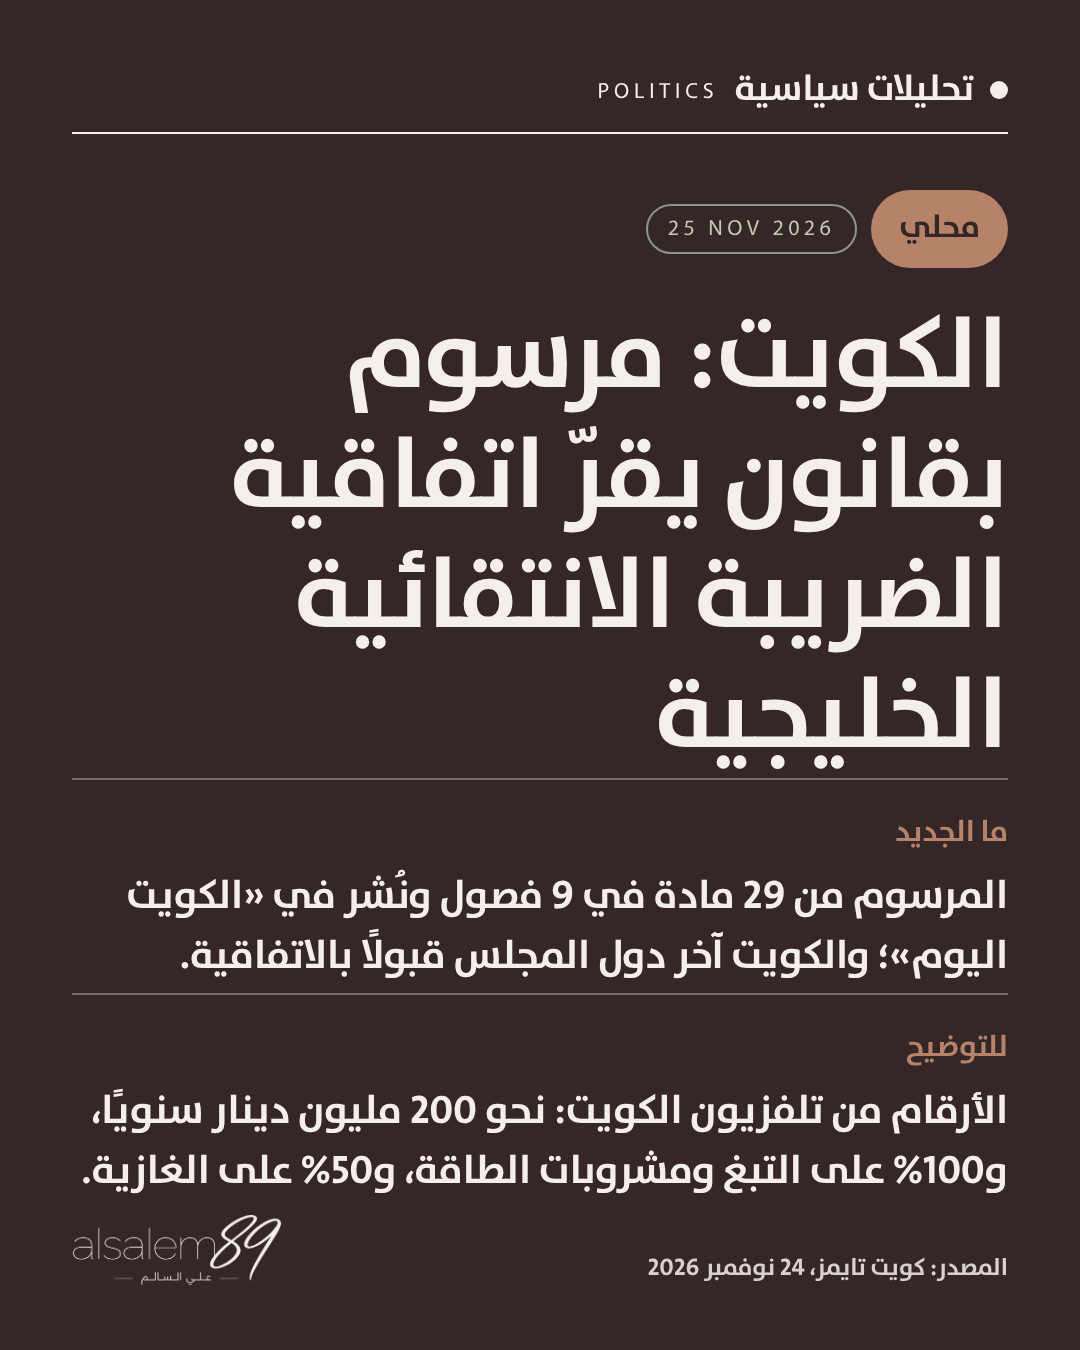 تحليلات سياسية POLITICS
محلي 25 NOV 2026
الكويت: مرسوم
بقانون يقرّ اتفاقية
الضريبة الانتقائية
الخليجية
ما الجديد
المرسوم من 29 مادة في 9 فصول ونُشر في «الكويت
اليوم»؛ والكويت آخر دول المجلس قبولًا بالاتفاقية.
للتوضيح
الأرقام من تلفزيون الكويت: نحو 200 مليون دينار سنويًا،
و100% على التبغ ومشروبات الطاقة، و50% على الغازية.
المصدر: كويت تايمز، 24 نوفمبر 2026
alsalem89
علي السالم